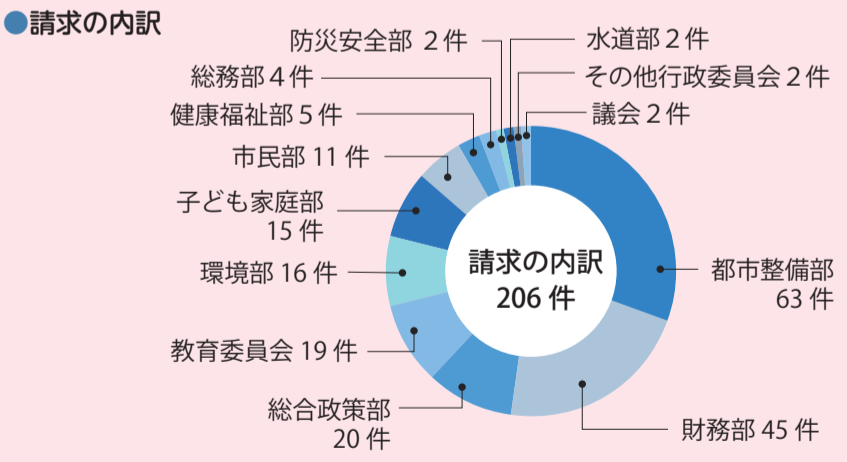 ●請求の内訳
防災安全部 2件
水道部2件
総務部4件
その他行政委員会2件
健康福祉部5件
議会2件
市民部 11件
子ども家庭部
15件
環境部 16件
教育委員会19件
総合政策部
20件
財務部45件
都市整備部
63件
請求の内訳
206件